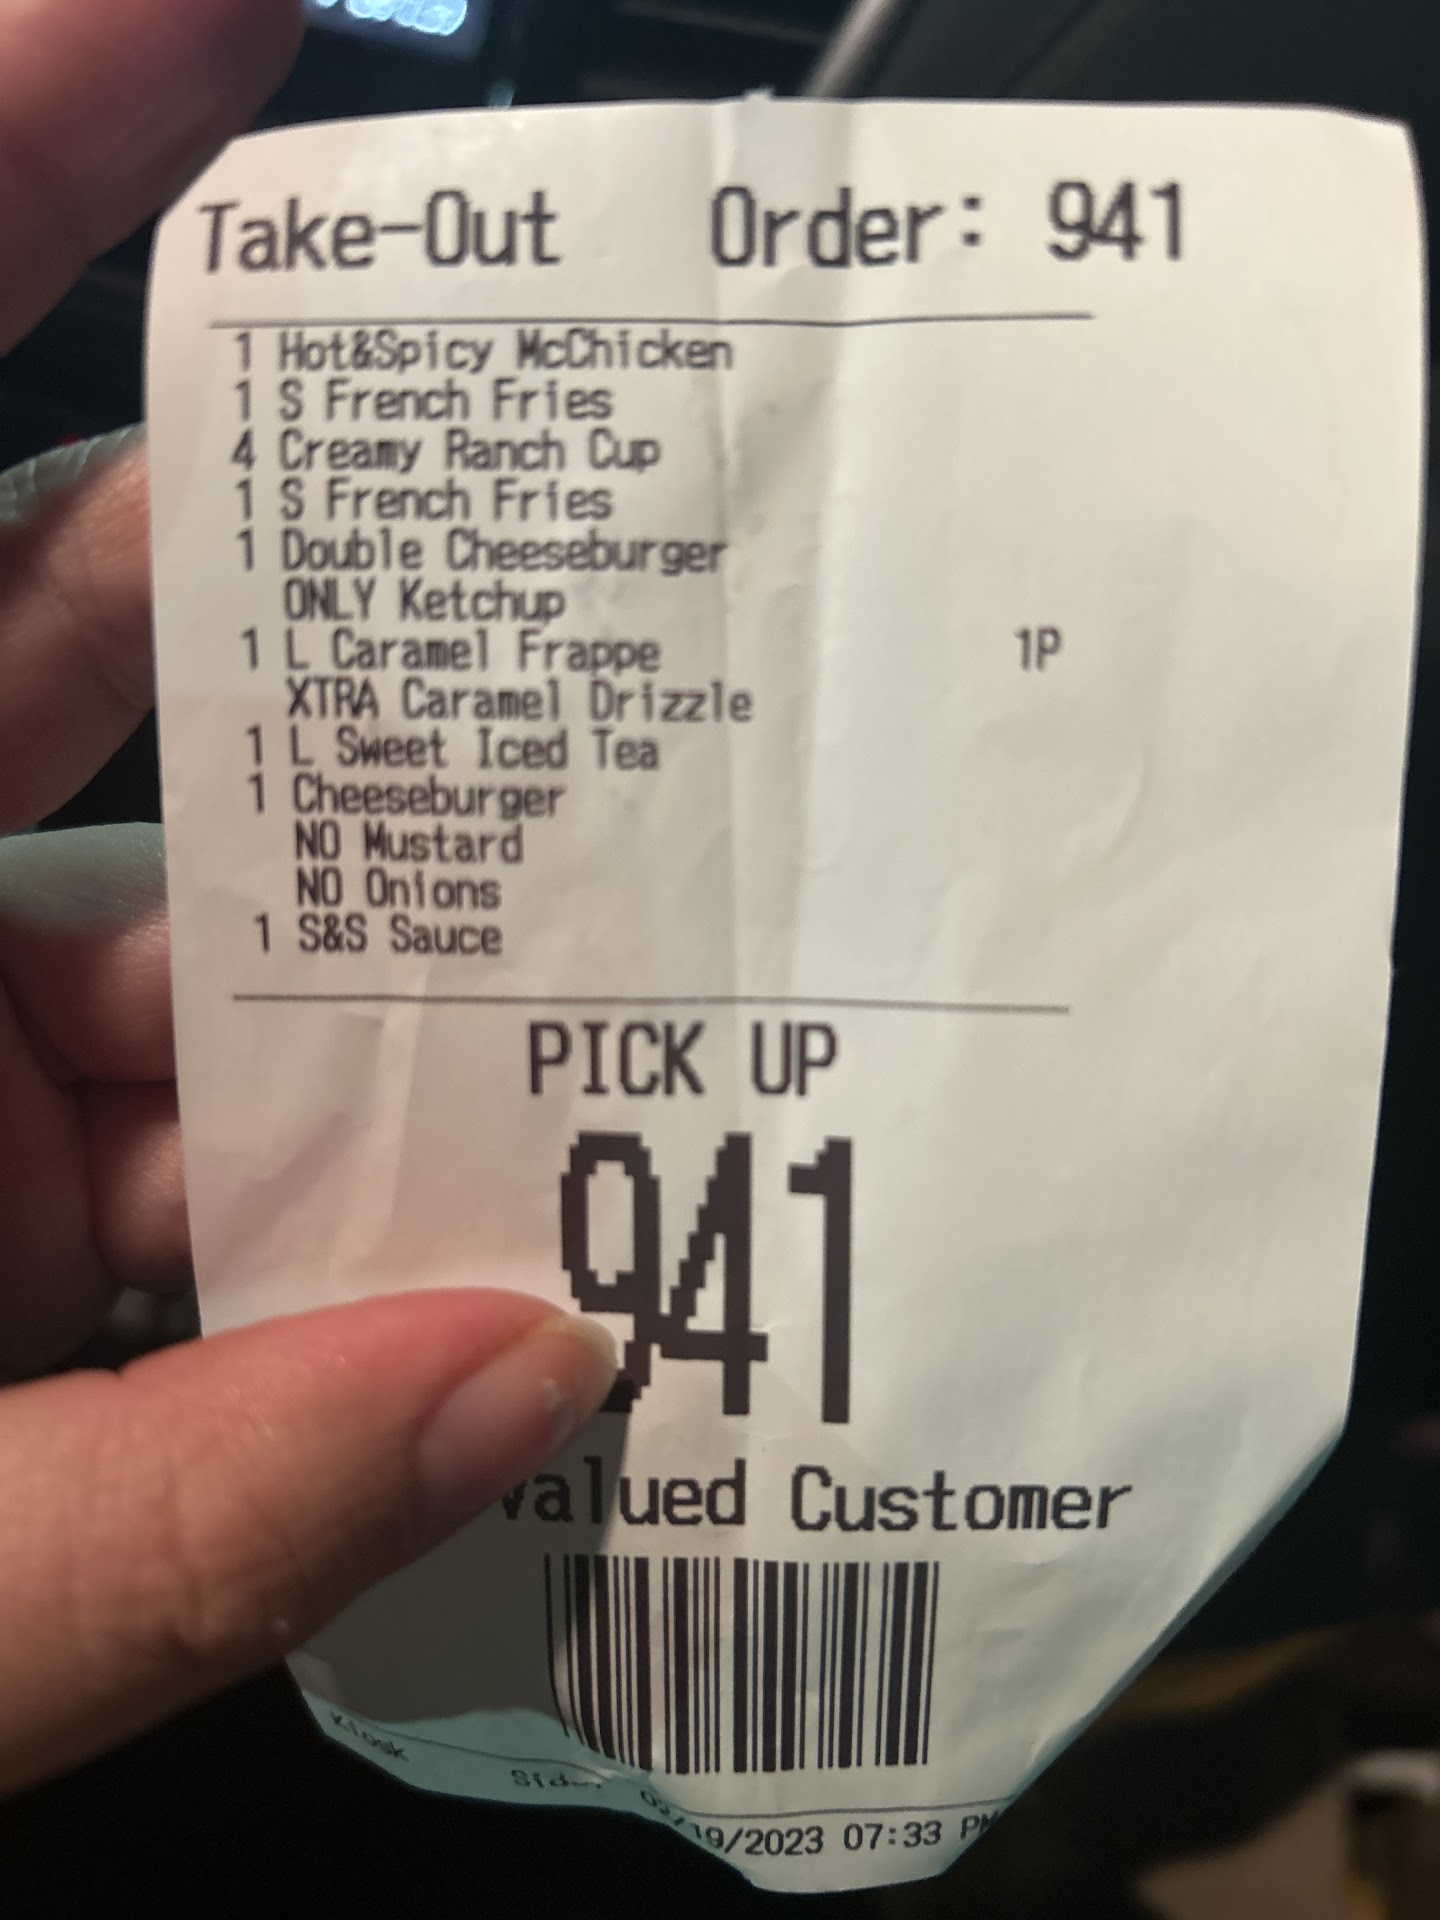 Take-Out Order: 941
1 Hot&Spicy McChicken
1 S French Fries
4 Creamy Ranch Cup
1 S French Fries
1 Double Cheeseburger
ONLY Ketchup
1 L Caramel Frappe 1P
XTRA Caramel Drizzle
1 L Sweet Iced Tea
1 Cheeseburger
NO Mustard
NO Onions
1 S&S Sauce
PICK UP
941
valued Customer
Kiosk
/19/2023 07:33 PM